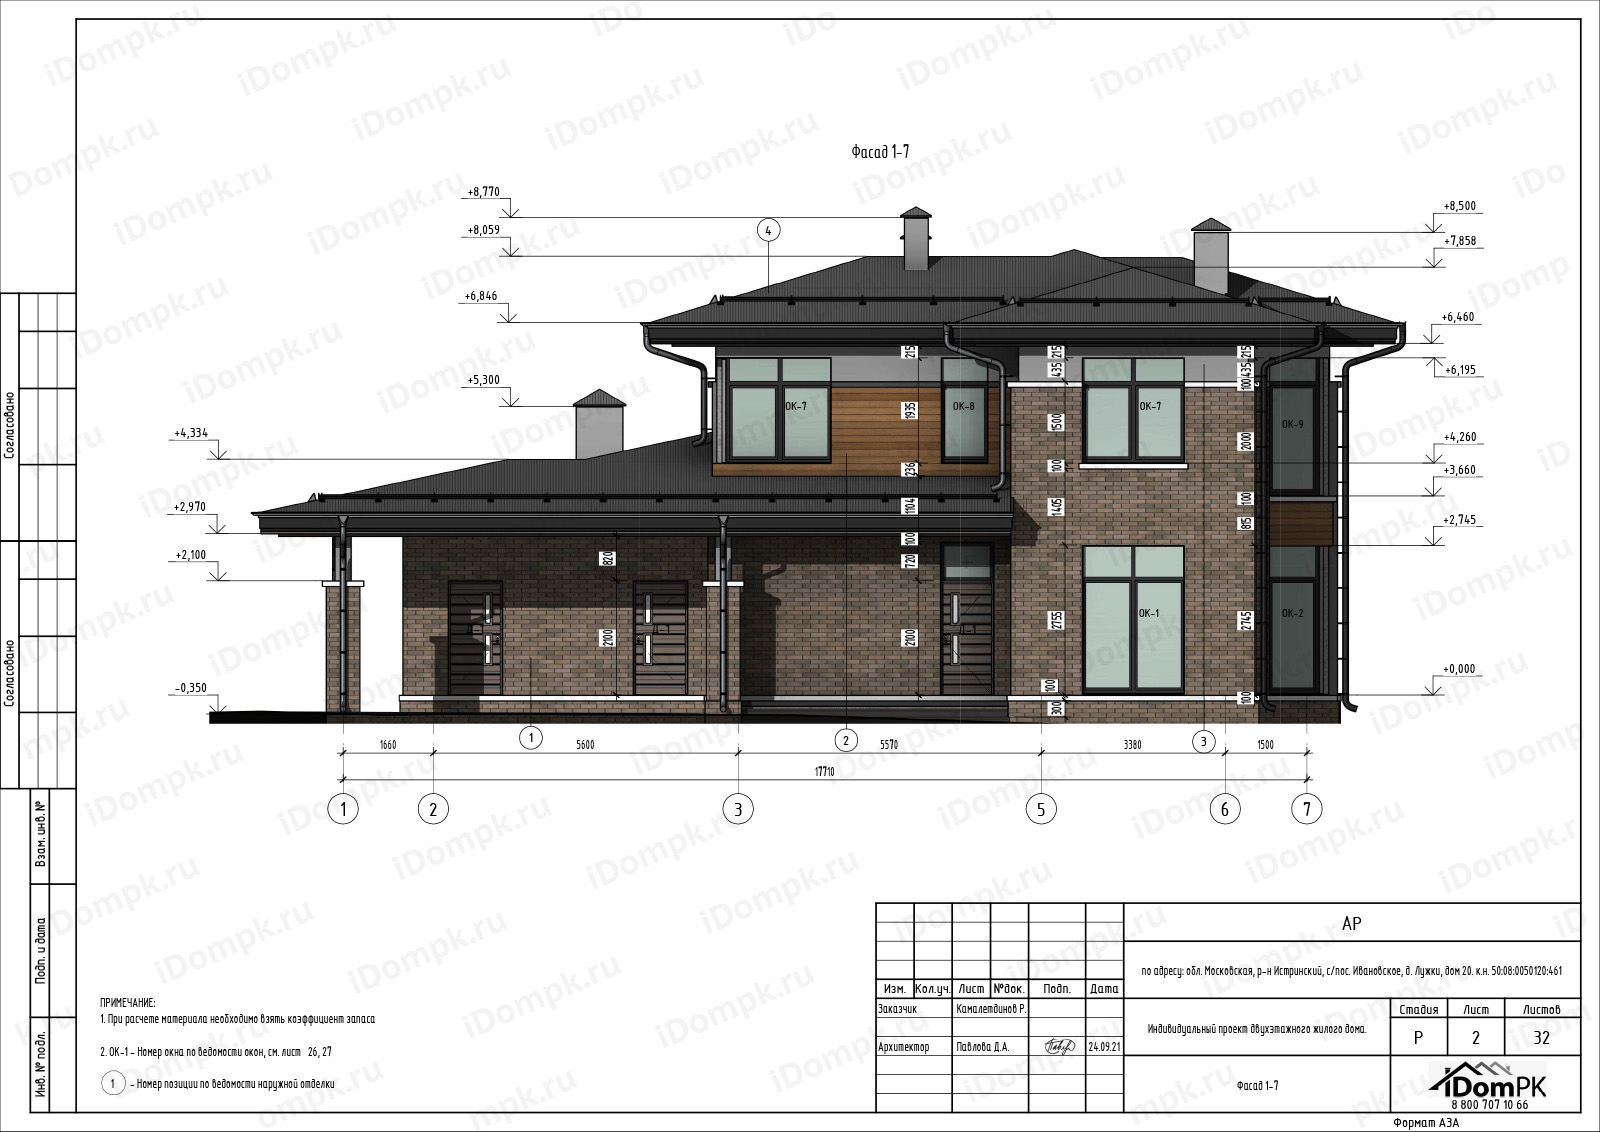 Фасад 1-7
+8,770
+8,059
+6,846
+5,300
+4,334
+2,970
+2,100
-0,350
+8,500
+7,858
+6,460
+6,195
+4,260
+3,660
+2,745
+0,000
4
ОК-7
ОК-8
ОК-7
ОК-9
ОК-1
ОК-2
Д-1
Д-1
215
1935
236
1104
100
720
2100
820
2100
215
435
1500
100
1405
2755
100
300
215
435
100
2000
100
815
2745
100
1
2
3
1660
5600
5570
3380
1500
17710
1
2
3
5
6
7
Согласовано
Согласовано
Взам. инв. №
Подп. и дата
Инв. № подл.
ПРИМЕЧАНИЕ:
1. При расчете материала необходимо взять коэффициент запаса
2. ОК-1 - Номер окна по ведомости окон, см. лист 26, 27
1 - Номер позиции по ведомости наружной отделки
Изм. Кол.уч. Лист №док. Подп. Дата
Заказчик Камалетдинов Р.
Архитектор Павлова Д.А. 24.09.21
АР
по адресу: обл. Московская, р-н Истринский, с/пос. Ивановское, д. Лужки, дом 20. к.н. 50:08:0050120:461
Индивидуальный проект двухэтажного жилого дома.
Стадия Лист Листов
Р 2 32
Фасад 1-7
iDomPK
8 800 707 10 66
Формат А3А
iDompk.ru